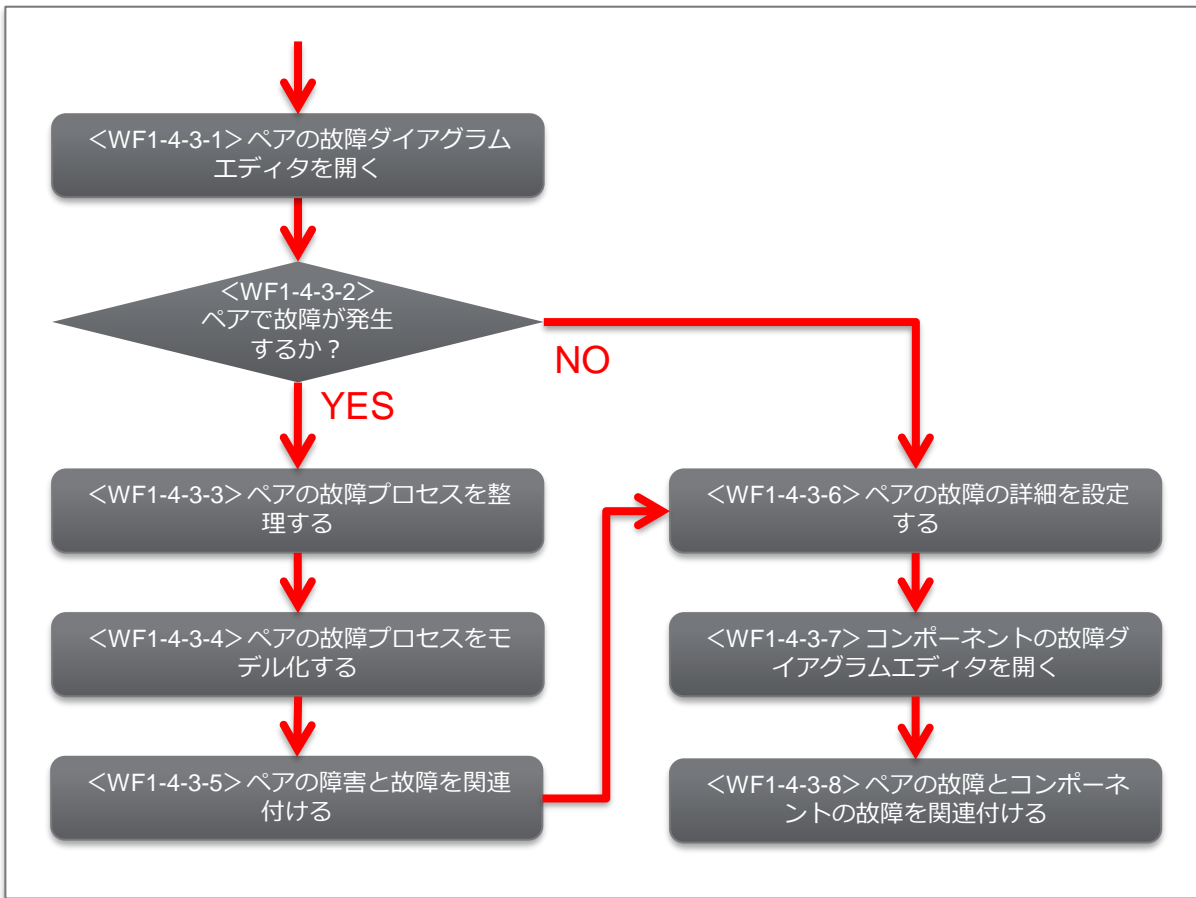 <WF1-4-3-1>ペアの故障ダイアグラム
エディタを開く
<WF1-4-3-2>
ペアで故障が発生
するか？
NO
YES
<WF1-4-3-3>ペアの故障プロセスを整
理する
<WF1-4-3-4>ペアの故障プロセスをモ
デル化する
<WF1-4-3-5>ペアの障害と故障を関連
付ける
<WF1-4-3-6>ペアの故障の詳細を設定
する
<WF1-4-3-7>コンポーネントの故障ダ
イアグラムエディタを開く
<WF1-4-3-8>ペアの故障とコンポーネ
ントの故障を関連付ける